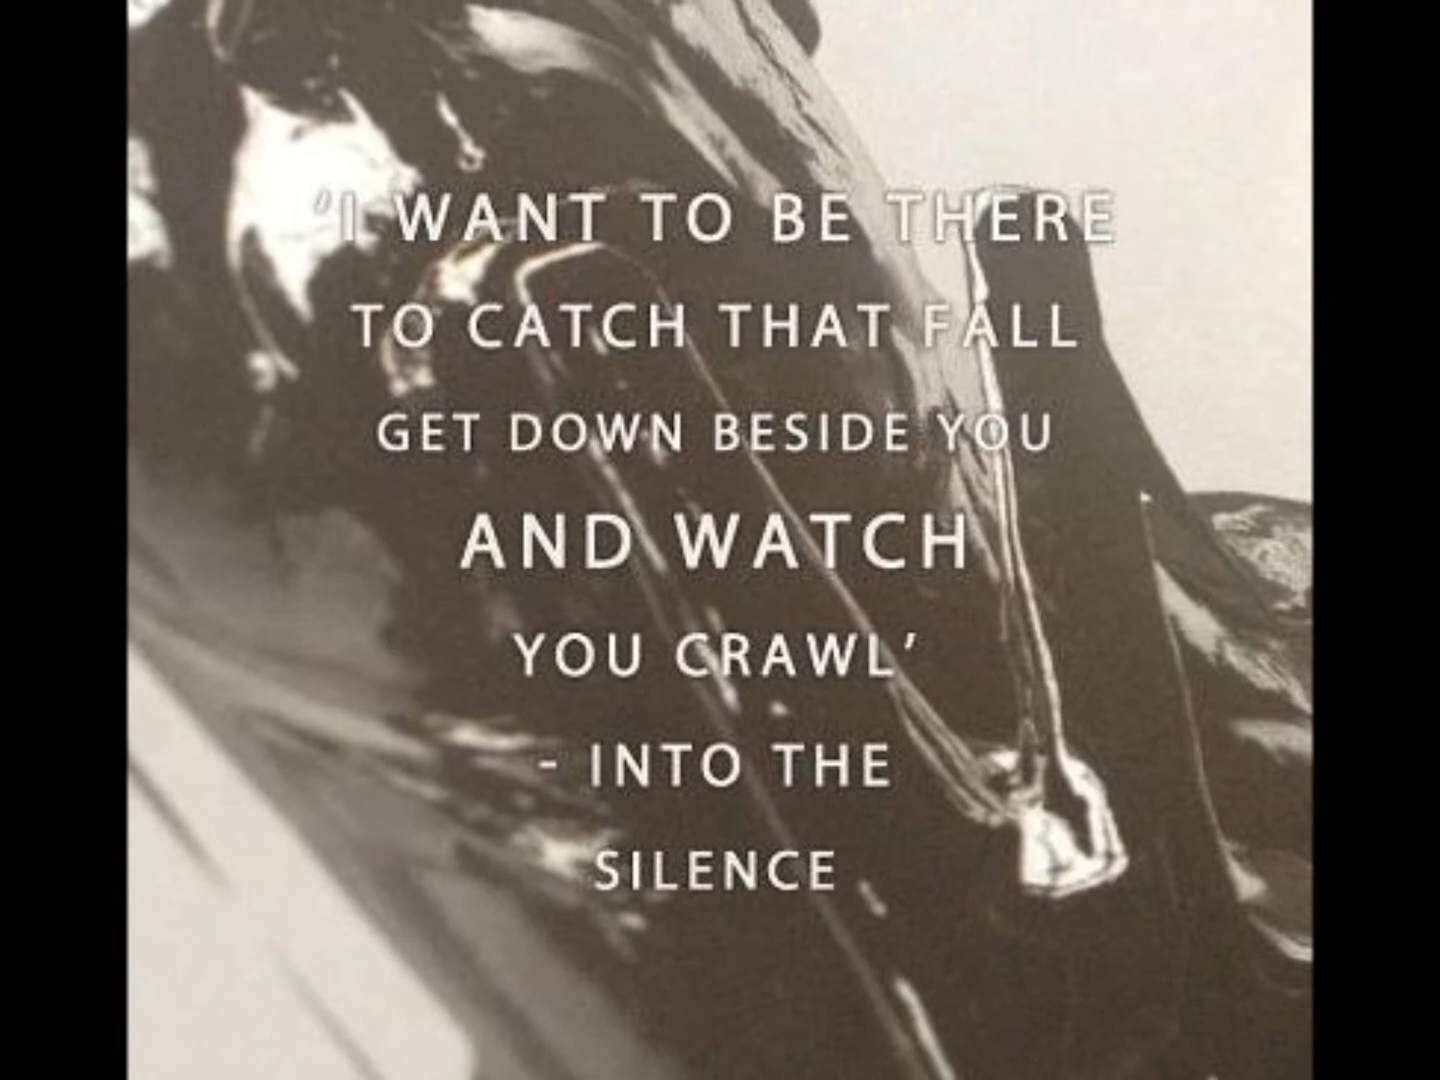 'I WANT TO BE THERE
TO CATCH THAT FALL
GET DOWN BESIDE YOU
AND WATCH
YOU CRAWL'
- INTO THE
SILENCE